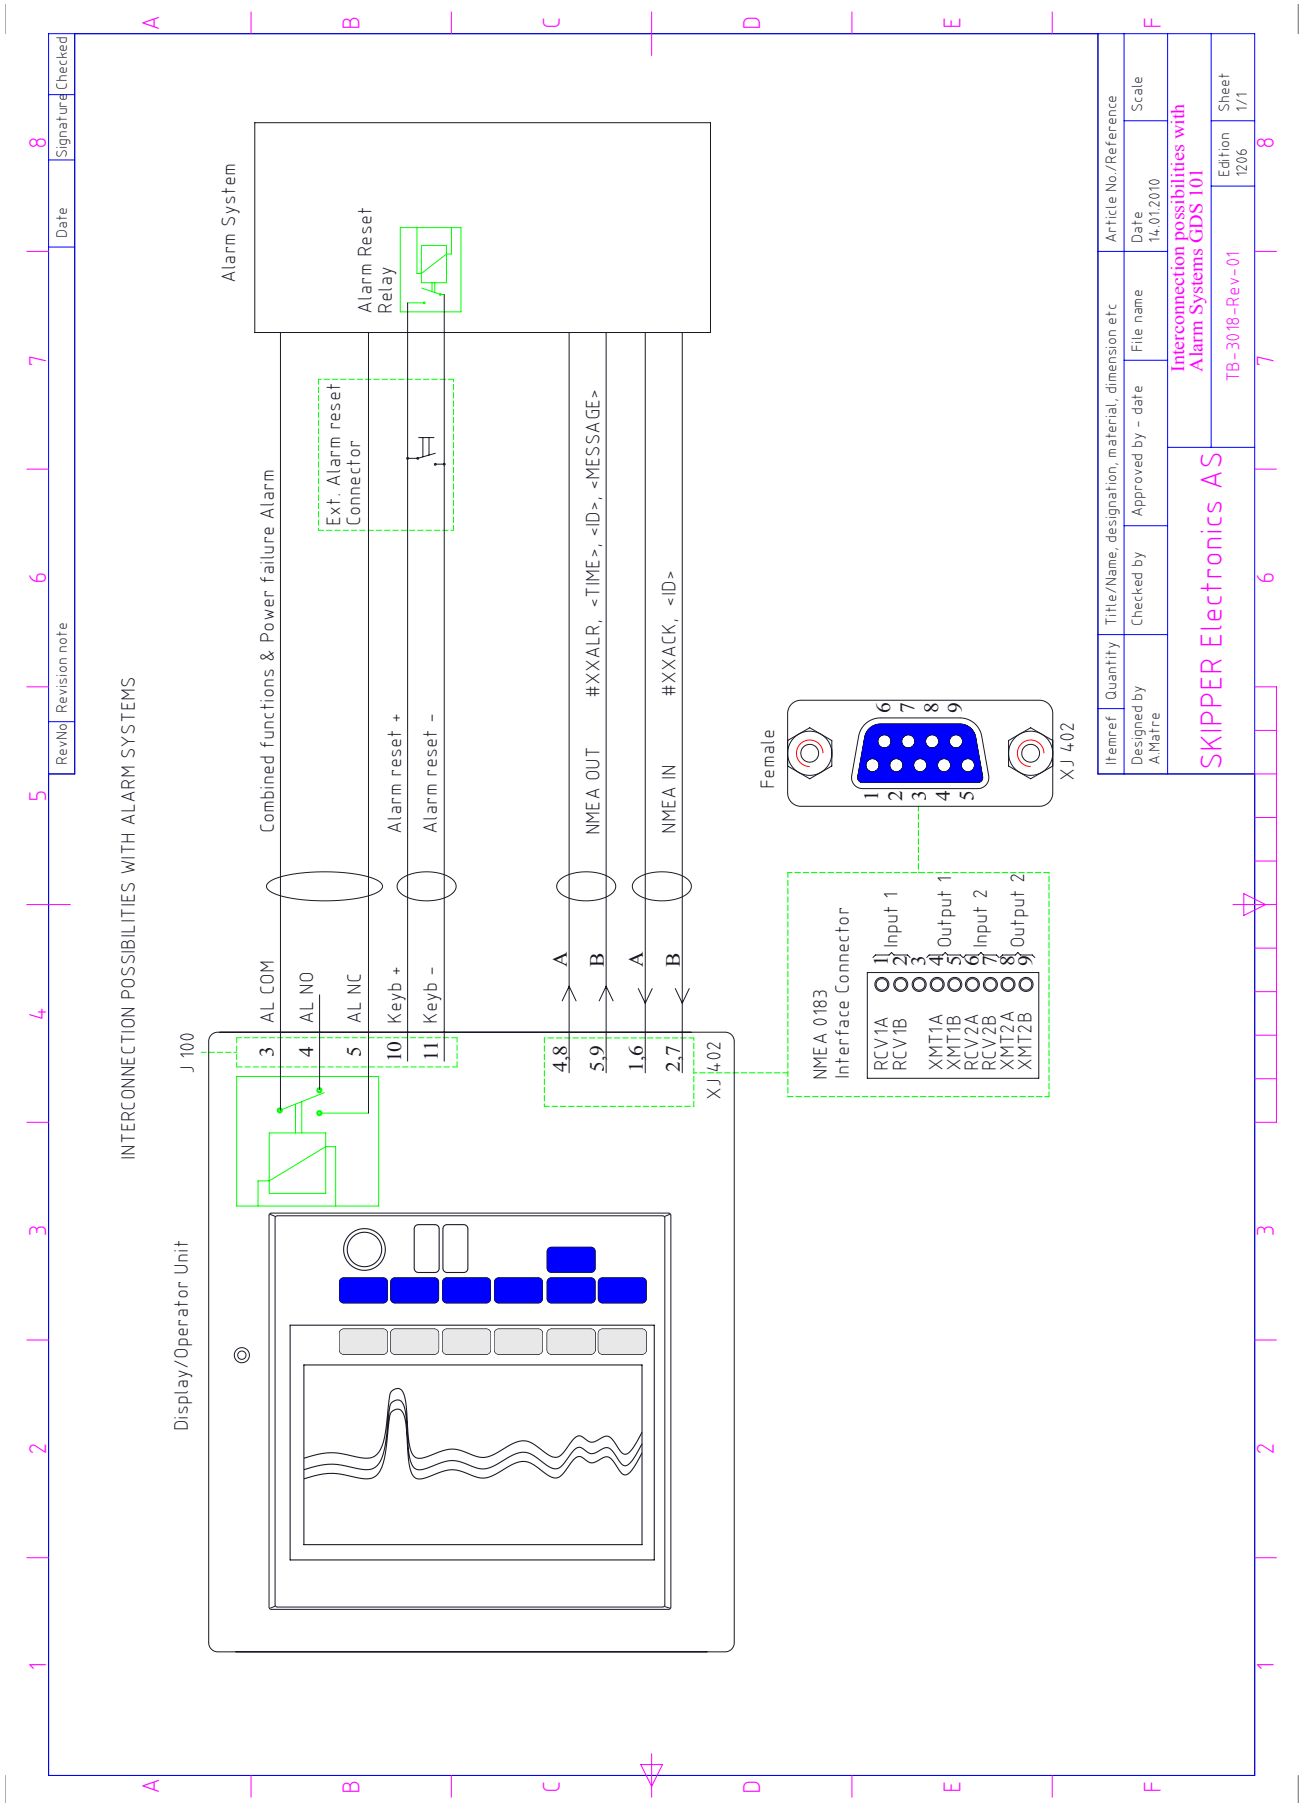 INTERCONNECTION POSSIBILITIES WITH ALARM SYSTEMS
RevNo
Revision note
Date
Signature
Checked
1
2
3
4
5
6
7
8
A
B
C
D
E
F
A
B
C
D
E
F
Display/Operator Unit
J 100
3
AL COM
4
AL NO
5
AL NC
10
Keyb +
11
Keyb -
Combined functions & Power failure Alarm
Alarm reset +
Alarm reset -
Ext. Alarm reset
Connector
Alarm System
Alarm Reset
Relay
4,8
A
5,9
B
1,6
A
2,7
B
XJ 402
NMEA OUT
#XXALR, <TIME>, <ID>, <MESSAGE>
NMEA IN
#XXACK, <ID>
NMEA 0183
Interface Connector
RCV1A
1
RCV1B
2
Input 1
3
XMT1A
4
XMT1B
5
Output 1
RCV2A
6
RCV2B
7
Input 2
XMT2A
8
XMT2B
9
Output 2
Female
1
2
3
4
5
6
7
8
9
XJ 402
Itemref
Quantity
Title/Name, designation, material, dimension etc
Article No./Reference
Designed by
A.Matre
Checked by
Approved by - date
File name
Date
14.01.2010
Scale
SKIPPER Electronics AS
Interconnection possibilities with
Alarm Systems GDS 101
TB-3018-Rev-01
Edition
1206
Sheet
1/1
1
2
3
4
5
6
7
8